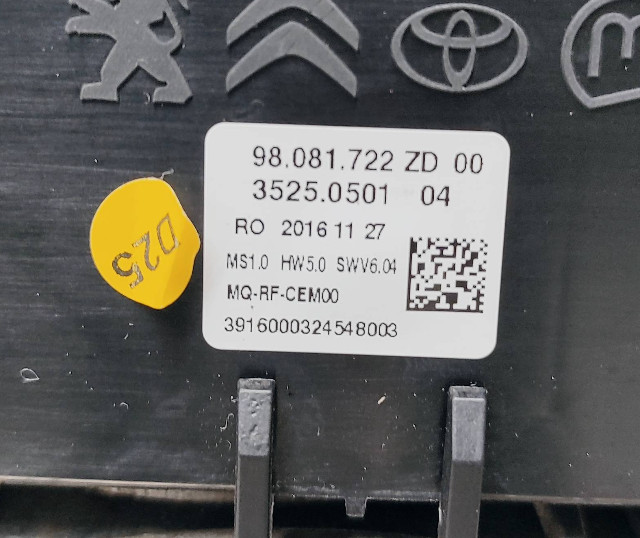 98.081.722 ZD 00
3525.0501 04
RO 2016 11 27
MS1.0 HW5.0 SWV6.04
MQ-RF-CEM00
3916000324548003
D25